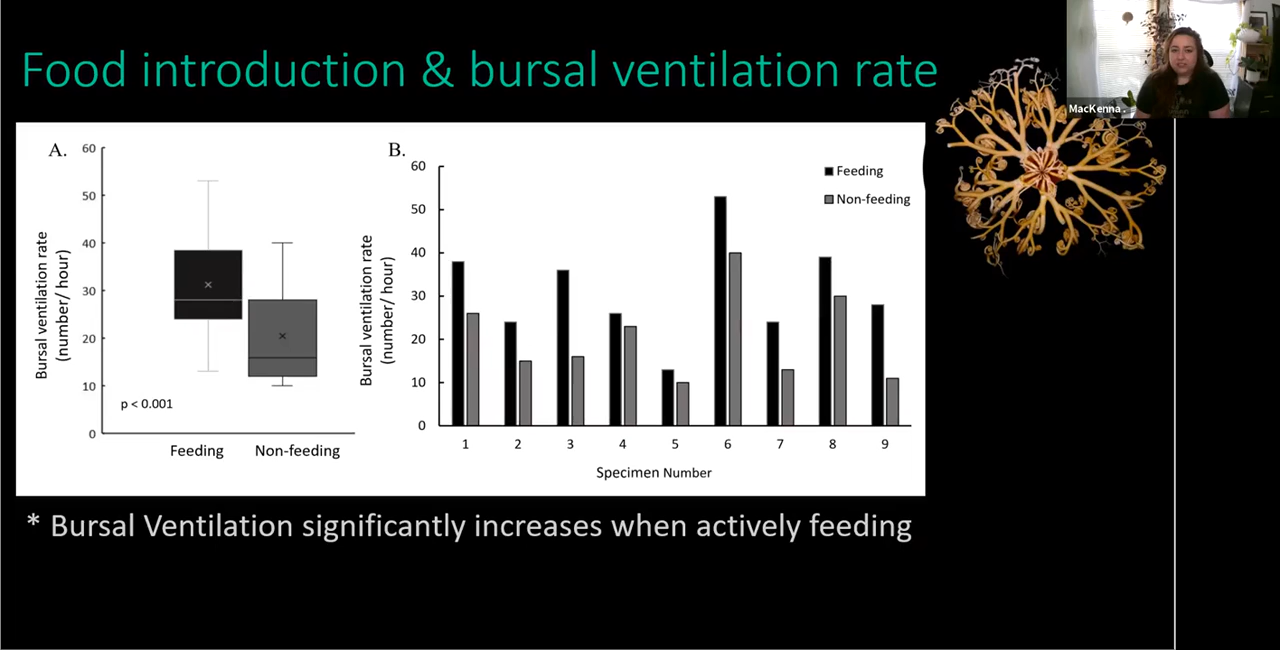 Food introduction & bursal ventilation rate
MacKenna .
A.
60
50
40
30
20
10
0
Bursal ventilation rate
(number/ hour)
p < 0.001
Feeding
Non-feeding
B.
60
50
40
30
20
10
0
Bursal ventilation rate
(number/ hour)
Feeding
Non-feeding
1 2 3 4 5 6 7 8 9
Specimen Number
* Bursal Ventilation significantly increases when actively feeding